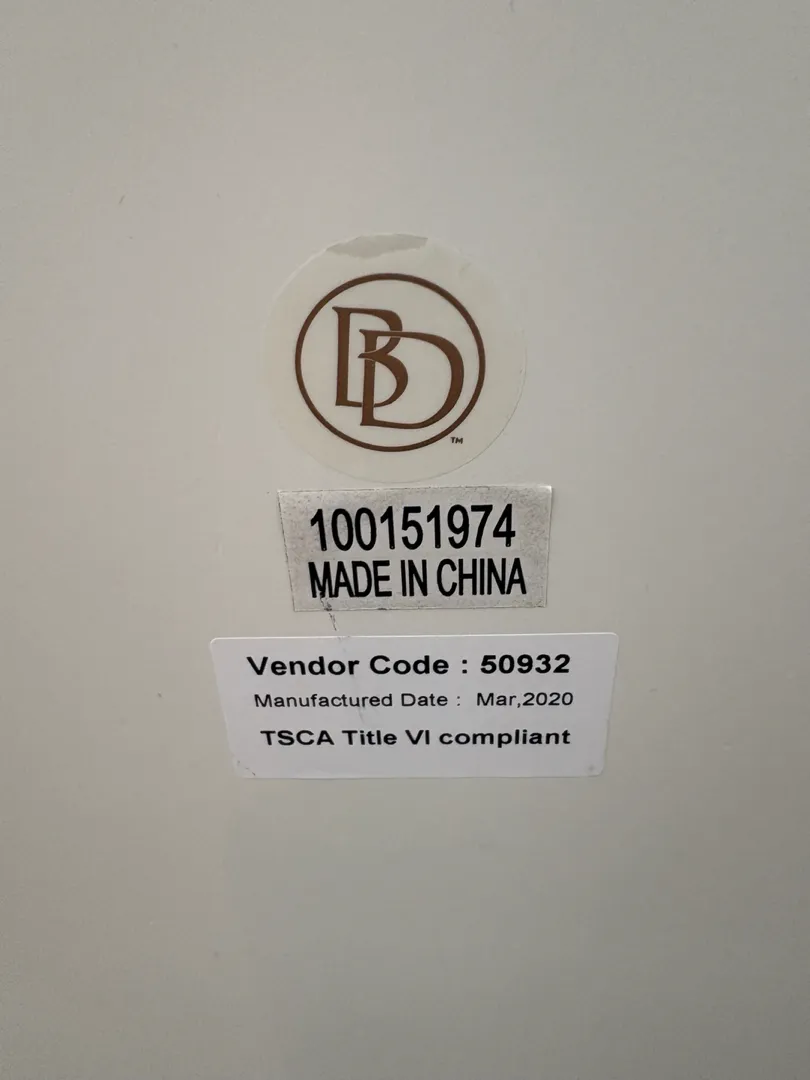 BD
TM
100151974
MADE IN CHINA
Vendor Code : 50932
Manufactured Date : Mar,2020
TSCA Title VI compliant